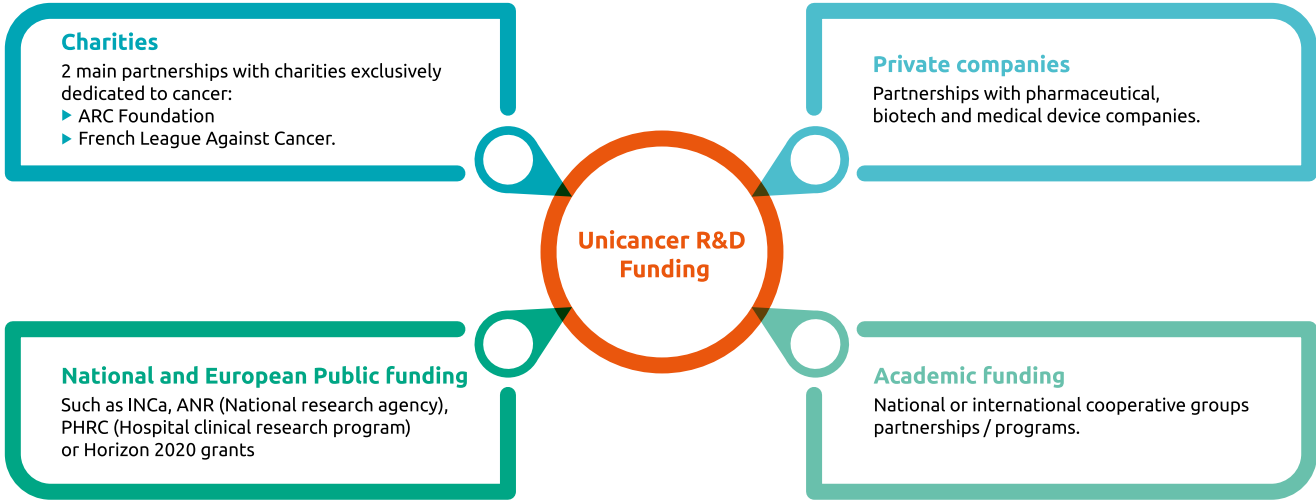 Charities
2 main partnerships with charities exclusively
dedicated to cancer:
ARC Foundation
French League Against Cancer.
Private companies
Partnerships with pharmaceutical,
biotech and medical device companies.
Unicancer R&D
Funding
National and European Public funding
Such as INCa, ANR (National research agency),
PHRC (Hospital clinical research program)
or Horizon 2020 grants
Academic funding
National or international cooperative groups
partnerships / programs.